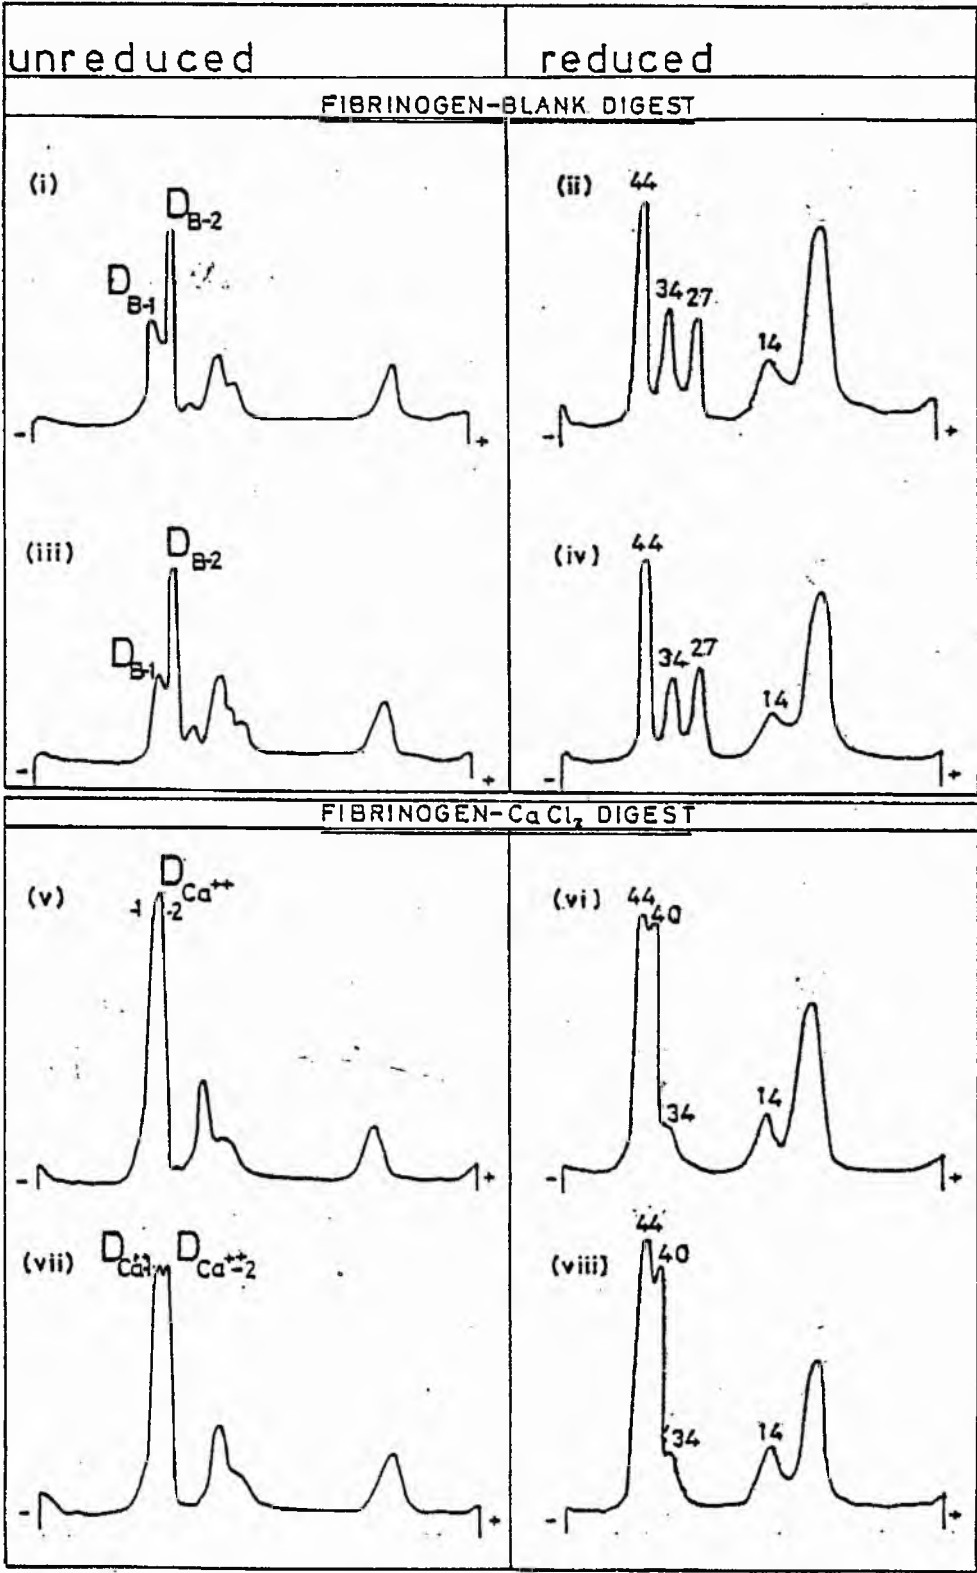 unreduced reduced
FIBRINOGEN-BLANK DIGEST
(i) D B-1 D B-2
- +
(ii) 44 34 27 14
- +
(iii) D B-1 D B-2
- +
(iv) 44 34 27 14
- +
FIBRINOGEN-CaCl₂ DIGEST
(v) D Ca++ -1 -2
- +
(vi) 44 40 34 14
- +
(vii) D Ca++-1 D Ca++-2
- +
(viii) 44 40 34 14
- +